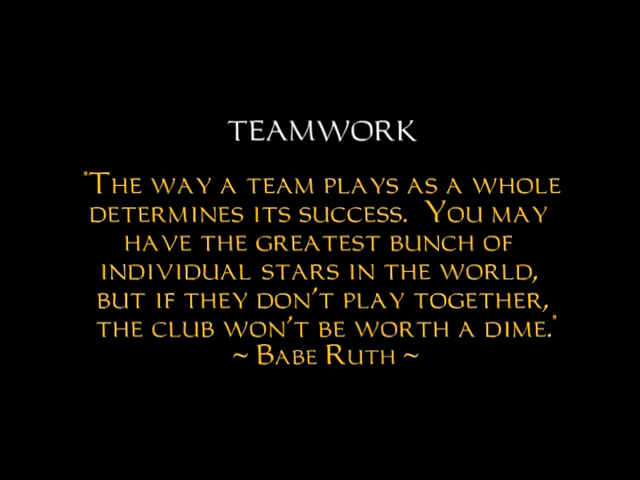 TEAMWORK
"The way a team plays as a whole
determines its success.  You may
have the greatest bunch of
individual stars in the world,
but if they don't play together,
the club won't be worth a dime."
~ Babe Ruth ~